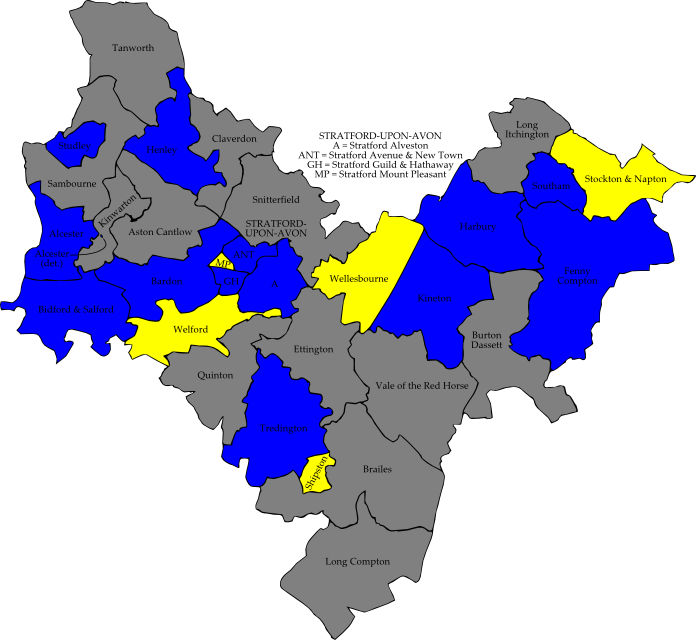 Tanworth
STRATFORD-UPON-AVON
A = Stratford Alveston
ANT = Stratford Avenue & New Town
GH = Stratford Guild & Hathaway
MP = Stratford Mount Pleasant
Long
Itchington
Claverdon
Studley
Henley
Stockton & Napton
Sambourne
Southam
Snitterfield
Kinwarton
Aston Cantlow
STRATFORD-
UPON-AVON
Harbury
Alcester
Alcester
(det.)
ANT
MP
Wellesbourne
Fenny
Compton
Bardon
GH
A
Kineton
Bidford & Salford
Welford
Burton
Dassett
Ettington
Quinton
Vale of the Red Horse
Tredington
Shipston
Brailes
Long Compton